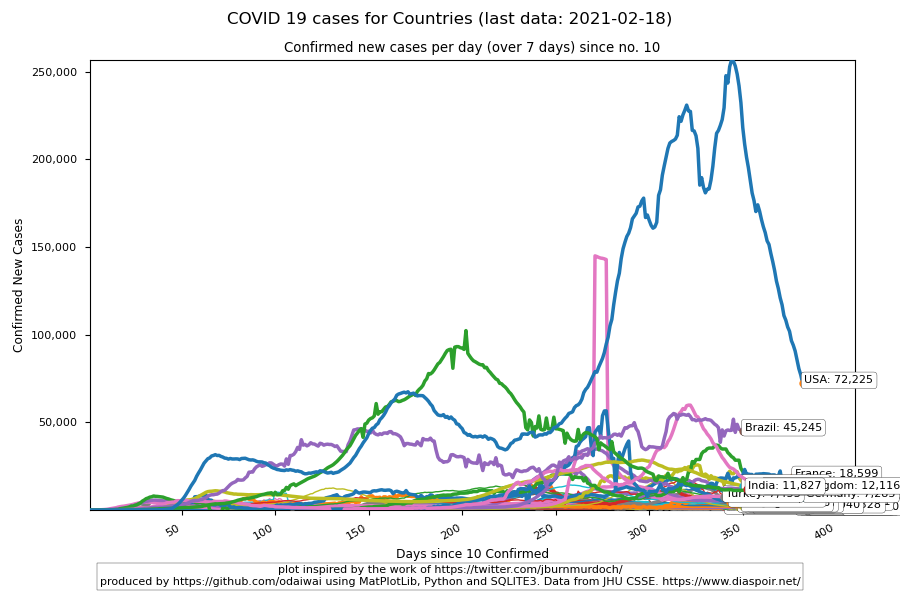 COVID 19 cases for Countries (last data: 2021-02-18)
Confirmed new cases per day (over 7 days) since no. 10
250,000
200,000
150,000
100,000
50,000
Confirmed New Cases
USA: 72,225
Brazil: 45,245
France: 18,599
India: 11,827
dom: 12,116
50
100
150
200
250
300
350
400
Days since 10 Confirmed
plot inspired by the work of https://twitter.com/jburnmurdoch/
produced by https://github.com/odaiwai using MatPlotLib, Python and SQLITE3. Data from JHU CSSE. https://www.diaspoir.net/